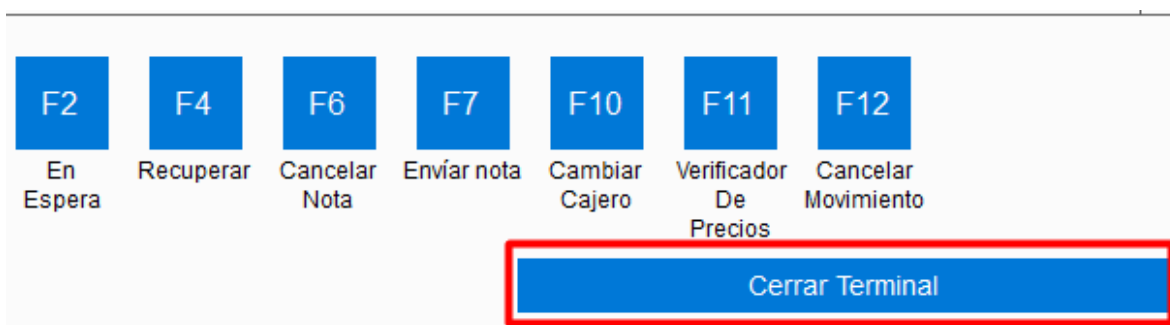 F2
F4
F6
F7
F10
F11
F12
En
Espera
Recuperar
Cancelar
Nota
Envíar nota
Cambiar
Cajero
Verificador
De
Precios
Cancelar
Movimiento
Cerrar Terminal